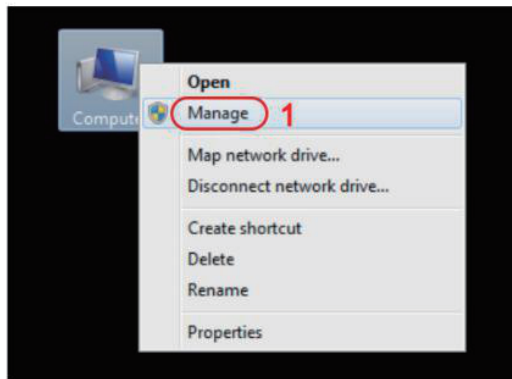 Open
Compute
Manage 1
Map network drive...
Disconnect network drive...
Create shortcut
Delete
Rename
Properties